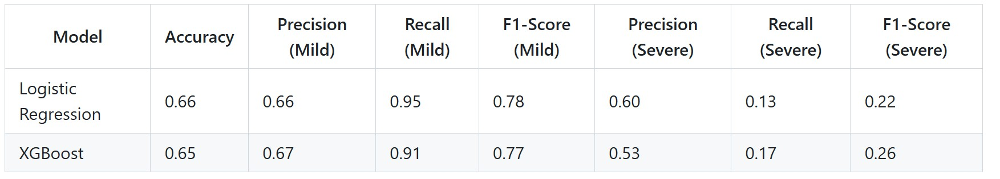 Model Accuracy Precision (Mild) Recall (Mild) F1-Score (Mild) Precision (Severe) Recall (Severe) F1-Score (Severe)
Logistic Regression 0.66 0.66 0.95 0.78 0.60 0.13 0.22
XGBoost 0.65 0.67 0.91 0.77 0.53 0.17 0.26